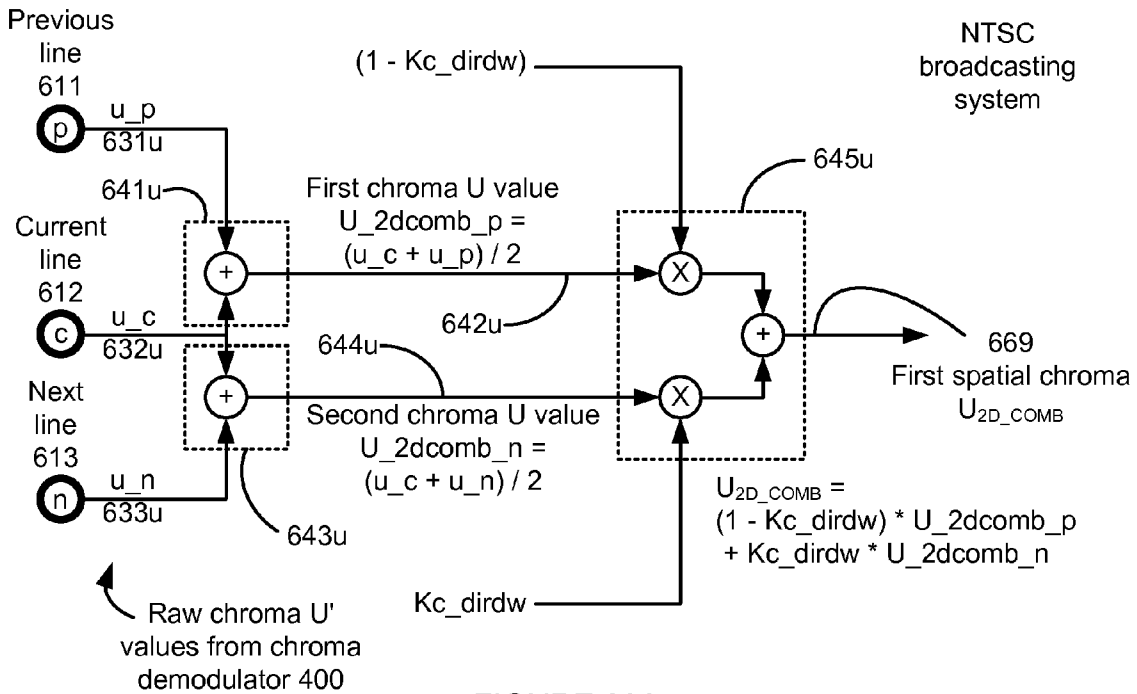 Previous
line
611
p
u_p
631u
641u
Current
line
612
c
u_c
632u
Next
line
613
n
u_n
633u
643u
+
+
First chroma U value
U_2dcomb_p =
(u_c + u_p) / 2
642u
644u
Second chroma U value
U_2dcomb_n =
(u_c + u_n) / 2
(1 - Kc_dirdw)
Kc_dirdw
X
X
+
645u
NTSC
broadcasting
system
669
First spatial chroma
U2D_COMB
U2D_COMB =
(1 - Kc_dirdw) * U_2dcomb_p
+ Kc_dirdw * U_2dcomb_n
Raw chroma U'
values from chroma
demodulator 400